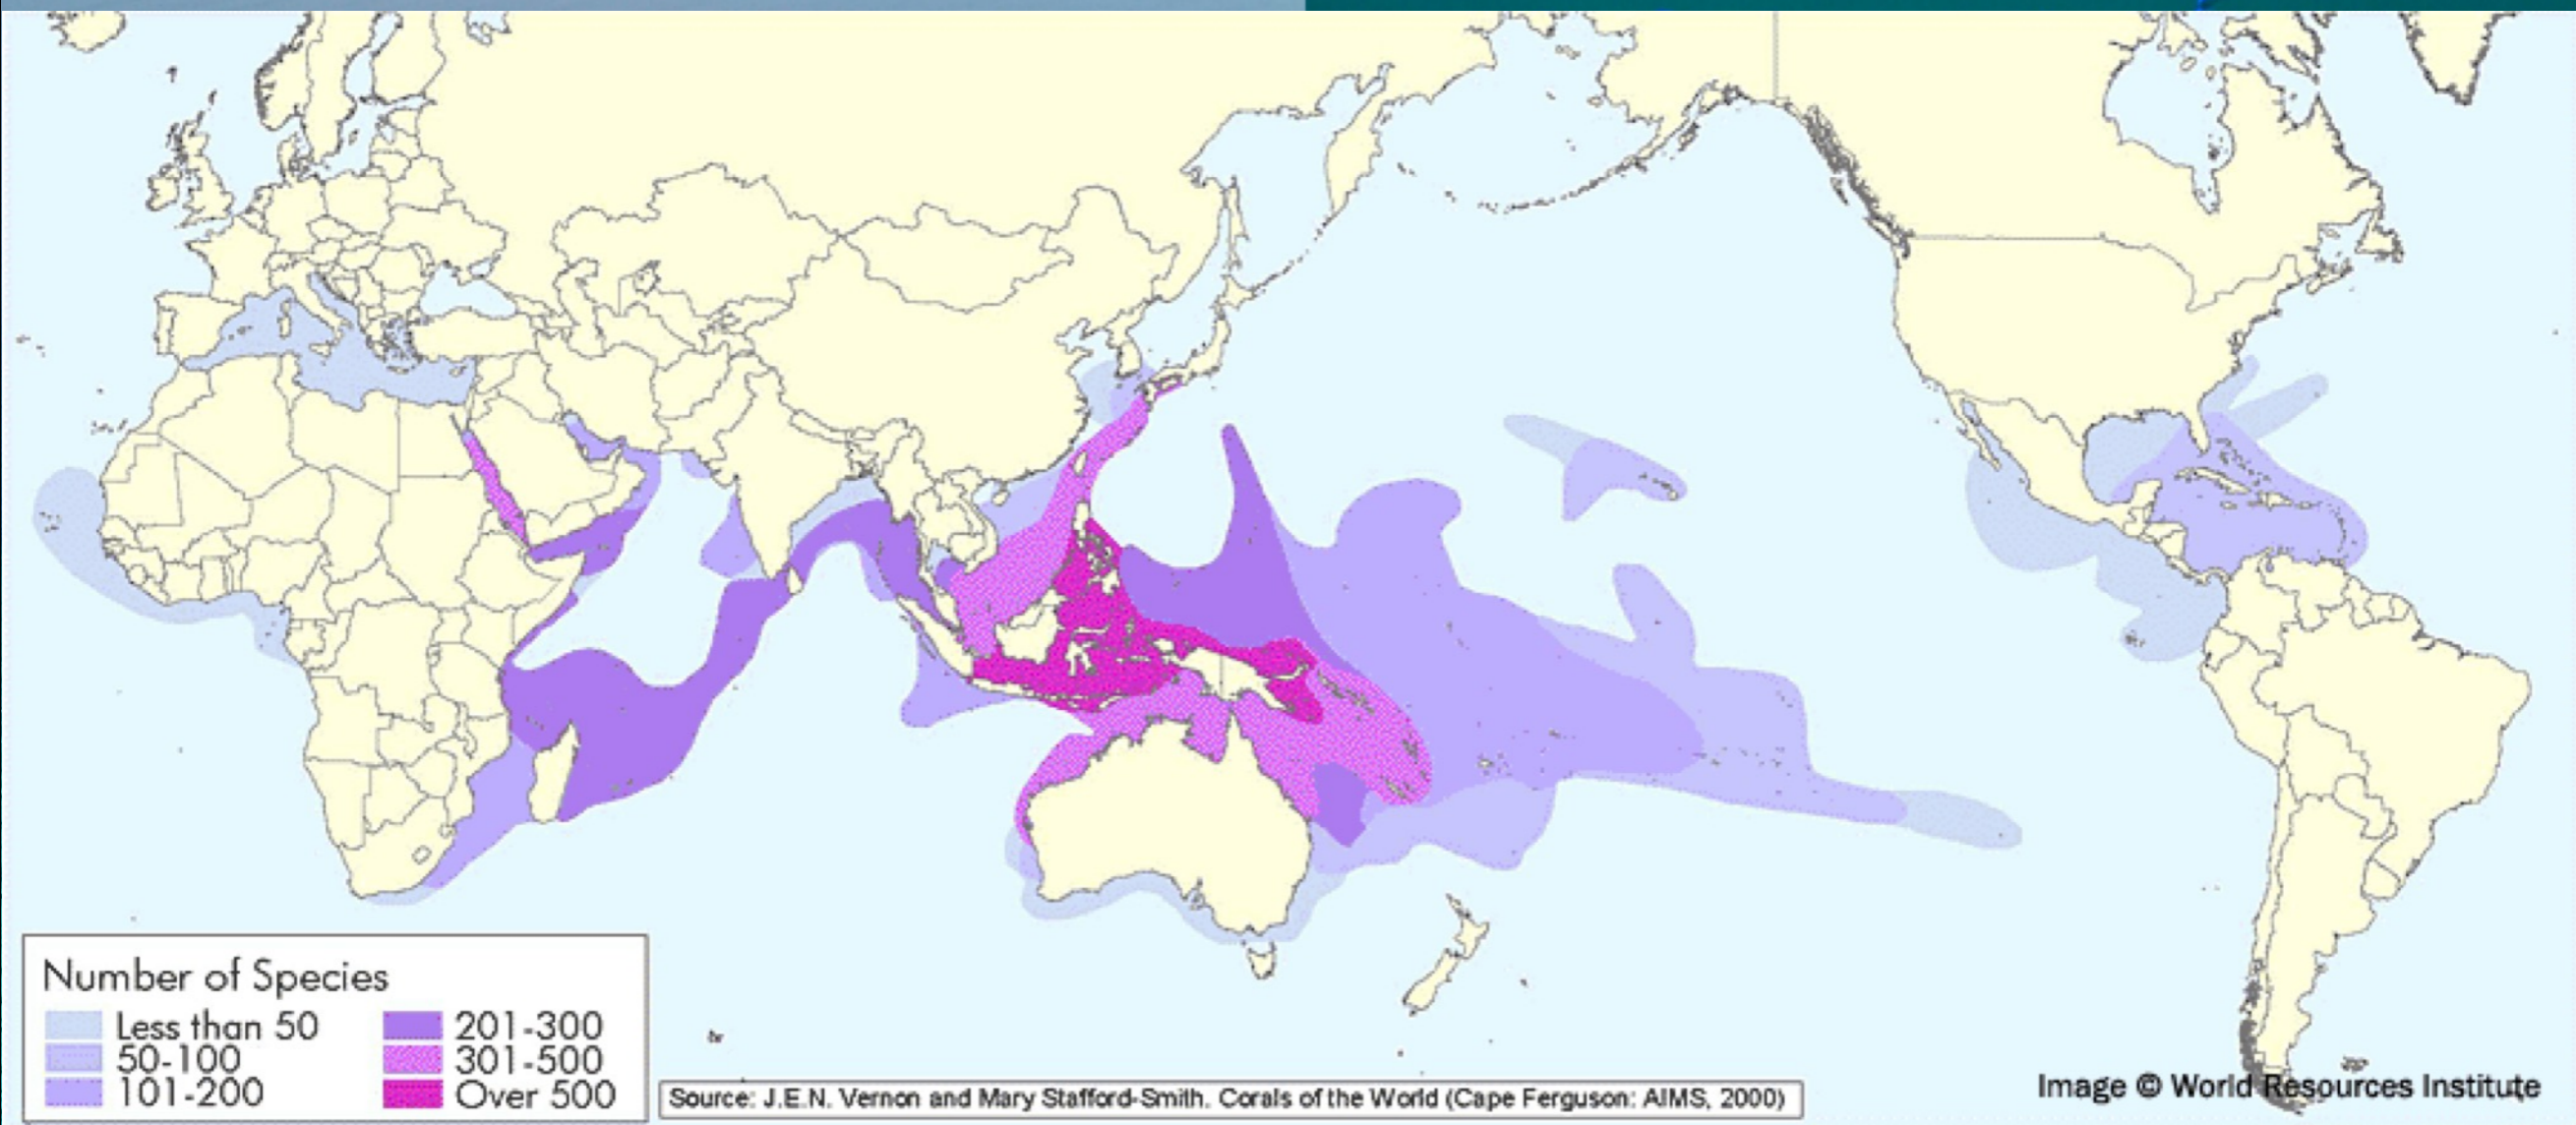 Number of Species
Less than 50
50-100
101-200
201-300
301-500
Over 500
Source: J.E.N. Vernon and Mary Stafford-Smith. Corals of the World (Cape Ferguson: AIMS, 2000)
Image © World Resources Institute